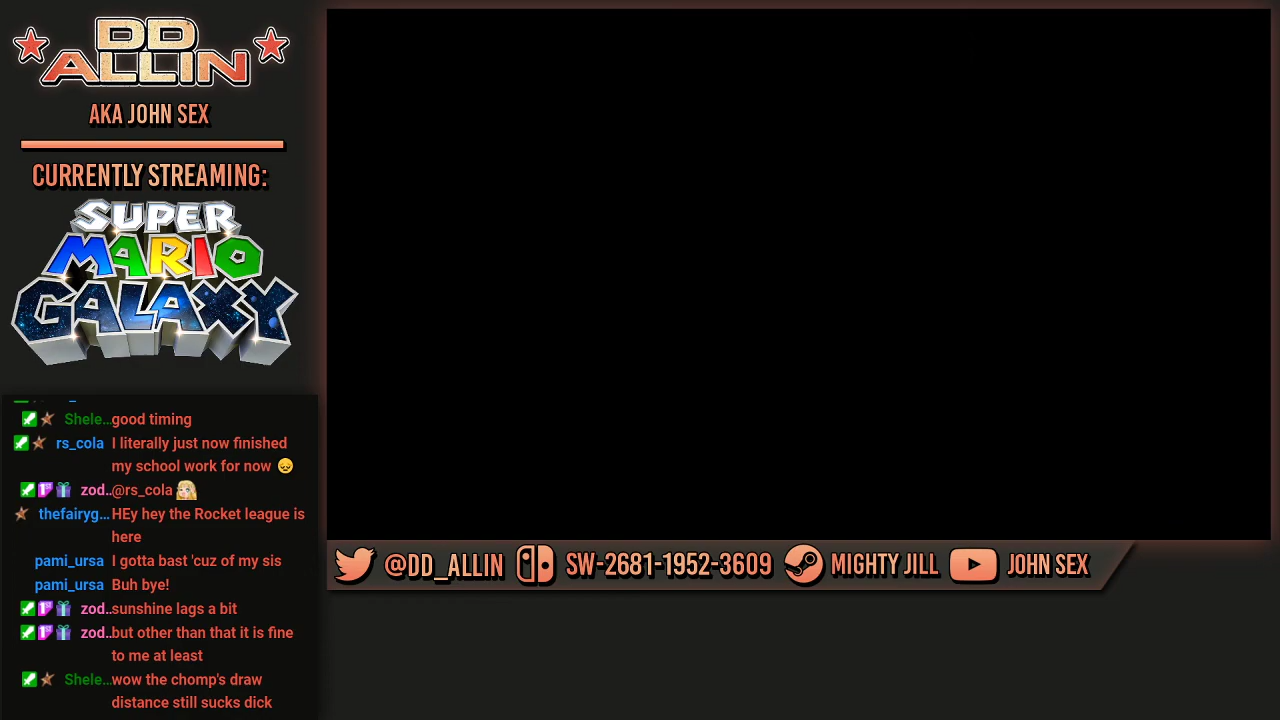 DD
ALLIN
AKA JOHN SEX
CURRENTLY STREAMING:
SUPER
MARIO
GALAXY
Shele...good timing
rs_cola I literally just now finished
my school work for now
zod..@rs_cola
thefairyg... HEy hey the Rocket league is
here
pami_ursa I gotta bast 'cuz of my sis
pami_ursa Buh bye!
zod..sunshine lags a bit
zod..but other than that it is fine
to me at least
Shele...wow the chomp's draw
distance still sucks dick
@DD_ALLIN SW-2681-1952-3609 MIGHTY JILL JOHN SEX